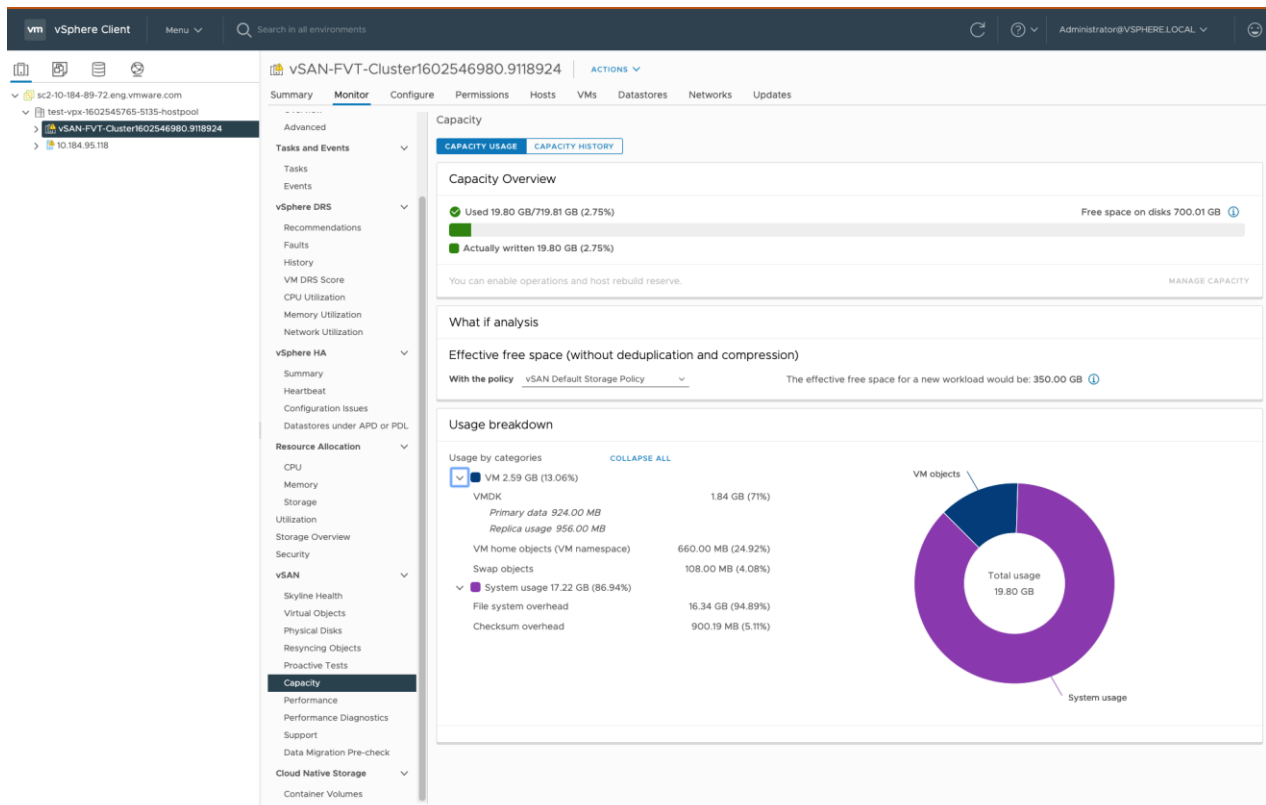 vm vSphere Client Menu Search in all environments Administrator@VSPHERE.LOCAL
sc2-10-184-89-72.eng.vmware.com
test-vpx-1602545765-5135-hostpool
vSAN-FVT-Cluster1602546980.9118924
10.184.95.118
vSAN-FVT-Cluster1602546980.9118924 ACTIONS
Summary Monitor Configure Permissions Hosts VMs Datastores Networks Updates
Advanced
Tasks and Events
Tasks
Events
vSphere DRS
Recommendations
Faults
History
VM DRS Score
CPU Utilization
Memory Utilization
Network Utilization
vSphere HA
Summary
Heartbeat
Configuration Issues
Datastores under APD or PDL
Resource Allocation
CPU
Memory
Storage
Utilization
Storage Overview
Security
vSAN
Skyline Health
Virtual Objects
Physical Disks
Resyncing Objects
Proactive Tests
Capacity
Performance
Performance Diagnostics
Support
Data Migration Pre-check
Cloud Native Storage
Container Volumes
Capacity
CAPACITY USAGE CAPACITY HISTORY
Capacity Overview
Used 19.80 GB/719.81 GB (2.75%) Free space on disks 700.01 GB
Actually written 19.80 GB (2.75%)
You can enable operations and host rebuild reserve. MANAGE CAPACITY
What if analysis
Effective free space (without deduplication and compression)
With the policy vSAN Default Storage Policy The effective free space for a new workload would be: 350.00 GB
Usage breakdown
Usage by categories COLLAPSE ALL
VM 2.59 GB (13.06%)
VMDK 1.84 GB (71%)
Primary data 924.00 MB
Replica usage 956.00 MB
VM home objects (VM namespace) 660.00 MB (24.92%)
Swap objects 108.00 MB (4.08%)
System usage 17.22 GB (86.94%)
File system overhead 16.34 GB (94.89%)
Checksum overhead 900.19 MB (5.11%)
VM objects
Total usage
19.80 GB
System usage